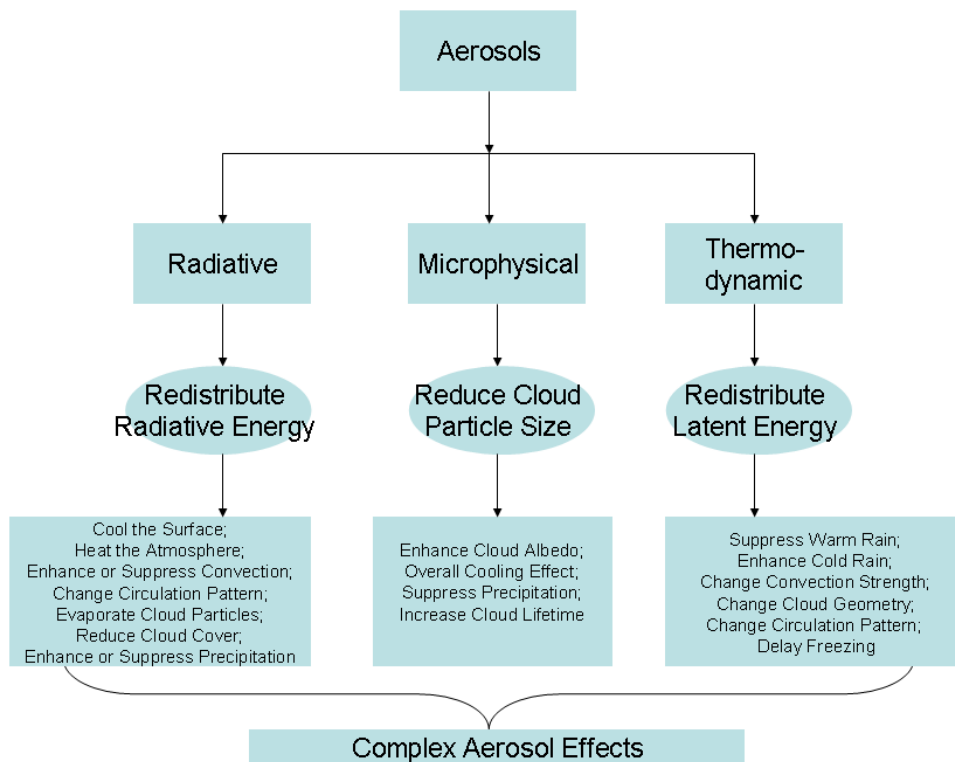 Aerosols
Radiative
Microphysical
Thermo-
dynamic
Redistribute
Radiative Energy
Reduce Cloud
Particle Size
Redistribute
Latent Energy
Cool the Surface;
Heat the Atmosphere;
Enhance or Suppress Convection;
Change Circulation Pattern;
Evaporate Cloud Particles;
Reduce Cloud Cover;
Enhance or Suppress Precipitation
Enhance Cloud Albedo;
Overall Cooling Effect;
Suppress Precipitation;
Increase Cloud Lifetime
Suppress Warm Rain;
Enhance Cold Rain;
Change Convection Strength;
Change Cloud Geometry;
Change Circulation Pattern;
Delay Freezing
Complex Aerosol Effects